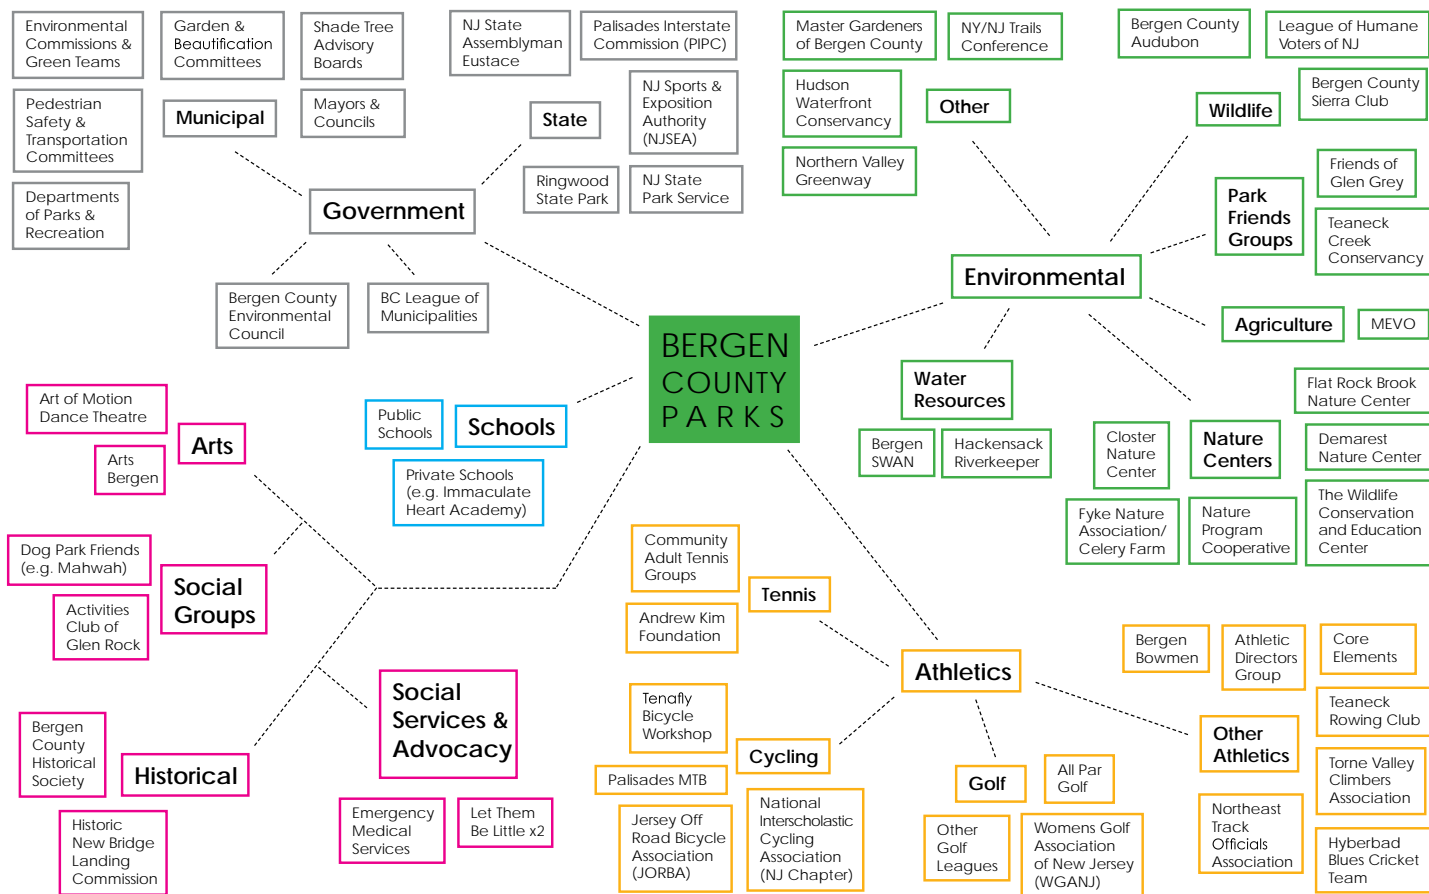 Environmental
Commissions &
Green Teams
Garden &
Beautification
Committees
Shade Tree
Advisory
Boards
Pedestrian
Safety &
Transportation
Committees
Municipal
Mayors &
Councils
Departments
of Parks &
Recreation
NJ State
Assemblyman
Eustace
Palisades Interstate
Commission (PIPC)
State
NJ Sports &
Exposition
Authority
(NJSEA)
Ringwood
State Park
NJ State
Park Service
Government
Bergen County
Environmental
Council
BC League of
Municipalities
Master Gardeners
of Bergen County
NY/NJ Trails
Conference
Hudson
Waterfront
Conservancy
Other
Northern Valley
Greenway
Bergen County
Audubon
League of Humane
Voters of NJ
Wildlife
Bergen County
Sierra Club
Park
Friends
Groups
Friends of
Glen Grey
Teaneck
Creek
Conservancy
Environmental
Agriculture
MEVO
Water
Resources
Bergen
SWAN
Hackensack
Riverkeeper
Flat Rock Brook
Nature Center
Closter
Nature
Center
Nature
Centers
Demarest
Nature Center
Fyke Nature
Association/
Celery Farm
Nature
Program
Cooperative
The Wildlife
Conservation
and Education
Center
BERGEN
COUNTY
PARKS
Public
Schools
Schools
Private Schools
(e.g. Immaculate
Heart Academy)
Art of Motion
Dance Theatre
Arts
Arts
Bergen
Dog Park Friends
(e.g. Mahwah)
Social
Groups
Activities
Club of
Glen Rock
Bergen
County
Historical
Society
Historical
Historic
New Bridge
Landing
Commission
Social
Services &
Advocacy
Emergency
Medical
Services
Let Them
Be Little x2
Community
Adult Tennis
Groups
Tennis
Andrew Kim
Foundation
Athletics
Tenafly
Bicycle
Workshop
Cycling
Palisades MTB
Jersey Off
Road Bicycle
Association
(JORBA)
National
Interscholastic
Cycling
Association
(NJ Chapter)
Golf
All Par
Golf
Other
Golf
Leagues
Womens Golf
Association
of New Jersey
(WGANJ)
Bergen
Bowmen
Athletic
Directors
Group
Core
Elements
Other
Athletics
Teaneck
Rowing Club
Torne Valley
Climbers
Association
Northeast
Track
Officials
Association
Hyberbad
Blues Cricket
Team